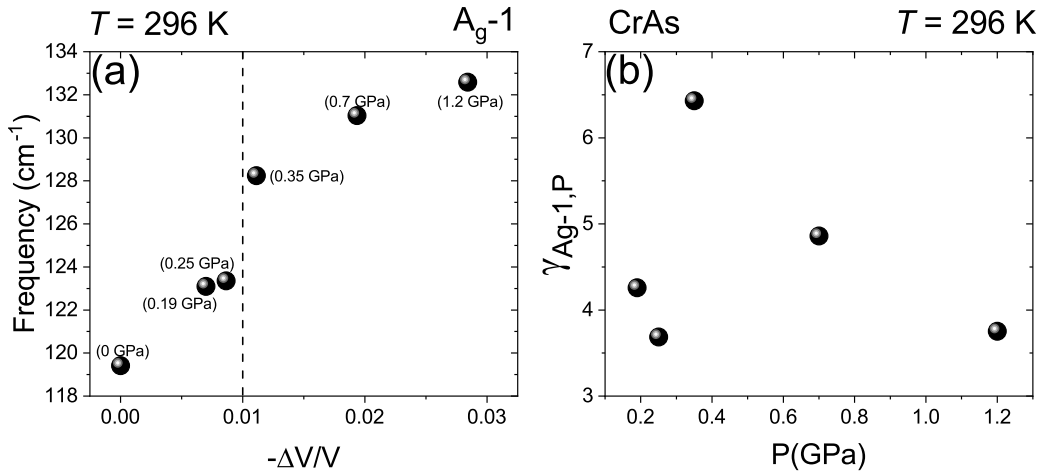 T = 296 K
A_g-1
(a)
134
132
130
128
126
124
122
120
118
Frequency (cm⁻¹)
(0.7 GPa)
(1.2 GPa)
(0.35 GPa)
(0.25 GPa)
(0.19 GPa)
(0 GPa)
0.00
0.01
0.02
0.03
-ΔV/V
CrAs
T = 296 K
(b)
7
6
5
4
3
γ_Ag-1,P
0.2
0.4
0.6
0.8
1.0
1.2
P(GPa)